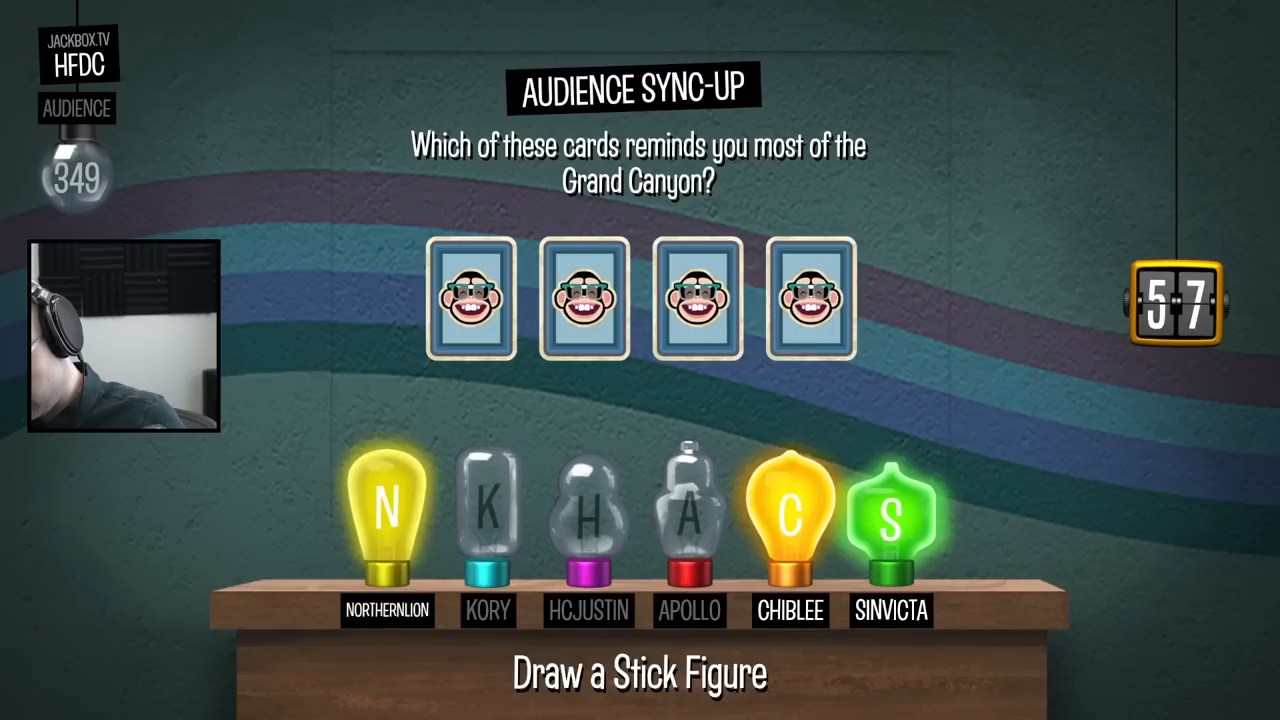 JACKBOX.TV
HFDC
AUDIENCE
349
AUDIENCE SYNC-UP
Which of these cards reminds you most of the
Grand Canyon?
57
N K H A C S
NORTHERNLION KORY HCJUSTIN APOLLO CHIBLEE SINVICTA
Draw a Stick Figure